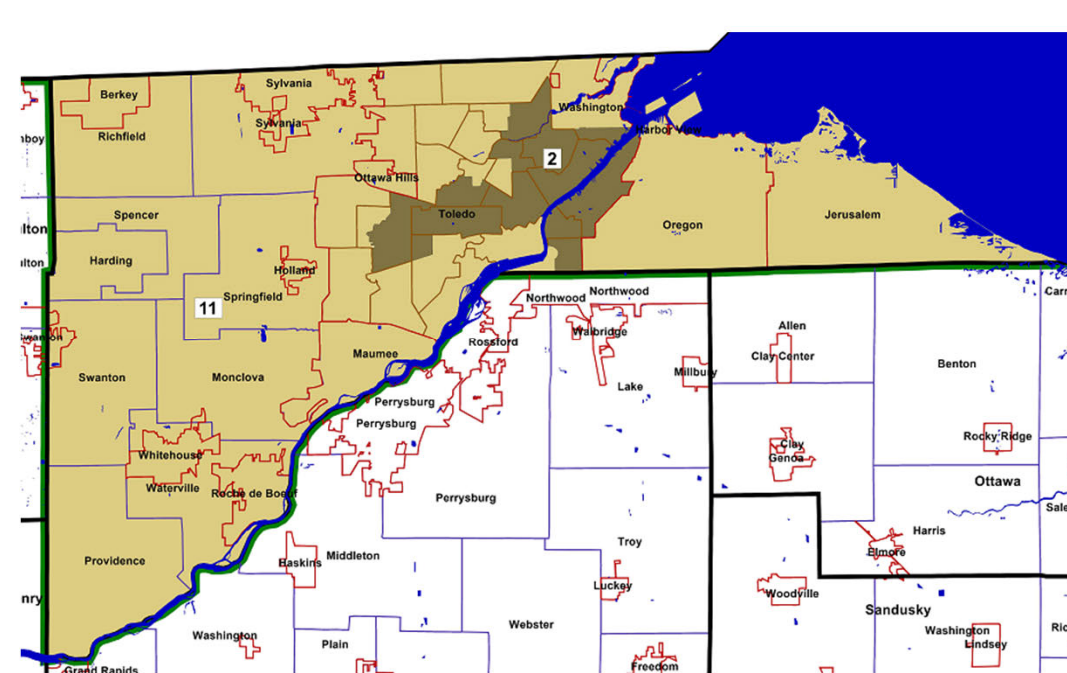 Sylvania
Berkey
Washington
Richfield
Sylvania
Harbor View
2
Ottawa Hills
Spencer
Toledo
Jerusalem
Oregon
Harding
Holland
Springfield
11
Northwood
Northwood
Allen
Walbridge
Rossford
Maumee
Clay Center
Benton
Swanton
Monclova
Millbury
Lake
Perrysburg
Perrysburg
Rocky Ridge
Clay
Whitehouse
Genoa
Ottawa
Waterville
Roche de Boeuf
Perrysburg
Harris
Troy
Elmore
Middleton
Providence
Haskins
Luckey
Woodville
Sandusky
Webster
Washington
Washington
Plain
Lindsey
Freedom
Grand Rapids